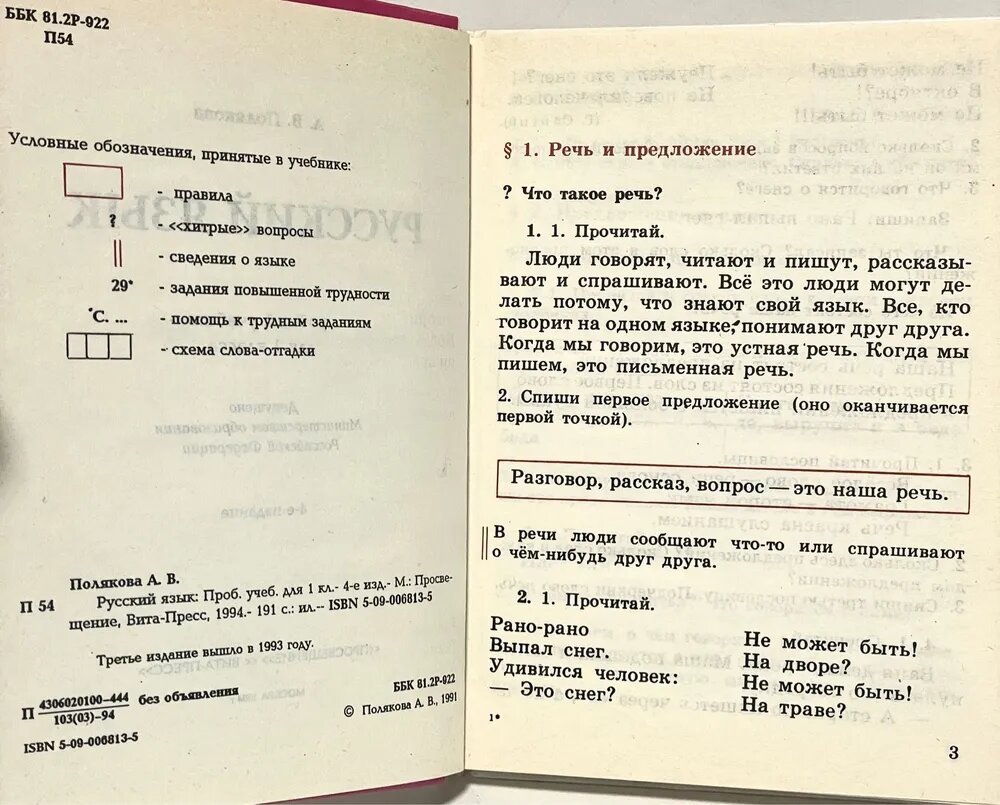 ББК 81.2Р-922
П54
Условные обозначения, принятые в учебнике:
- правила
? - «хитрые» вопросы
- сведения о языке
29* - задания повышенной трудности
*С. ... - помощь к трудным заданиям
- схема слова-отгадки
Полякова А. В.
П 54 Русский язык: Проб. учеб. для 1 кл.- 4-е изд.- М.: Просве-
щение, Вита-Пресс, 1994.- 191 с.: ил.-- ISBN 5-09-006813-5
Третье издание вышло в 1993 году.
П 4306020100-444 без объявления
103(03)-94
ББК 81.2Р-922
ISBN 5-09-006813-5
© Полякова А. В., 1991
§ 1. Речь и предложение
? Что такое речь?
1. 1. Прочитай.
Люди говорят, читают и пишут, рассказы-
вают и спрашивают. Всё это люди могут де-
лать потому, что знают свой язык. Все, кто
говорит на одном языке, понимают друг друга.
Когда мы говорим, это устная речь. Когда мы
пишем, это письменная речь.
2. Спиши первое предложение (оно оканчивается
первой точкой).
Разговор, рассказ, вопрос — это наша речь.
В речи люди сообщают что-то или спрашивают
о чём-нибудь друг друга.
2. 1. Прочитай.
Рано-рано
Выпал снег.
Удивился человек:
— Это снег?
Не может быть!
На дворе?
Не может быть!
На траве?
1*
3